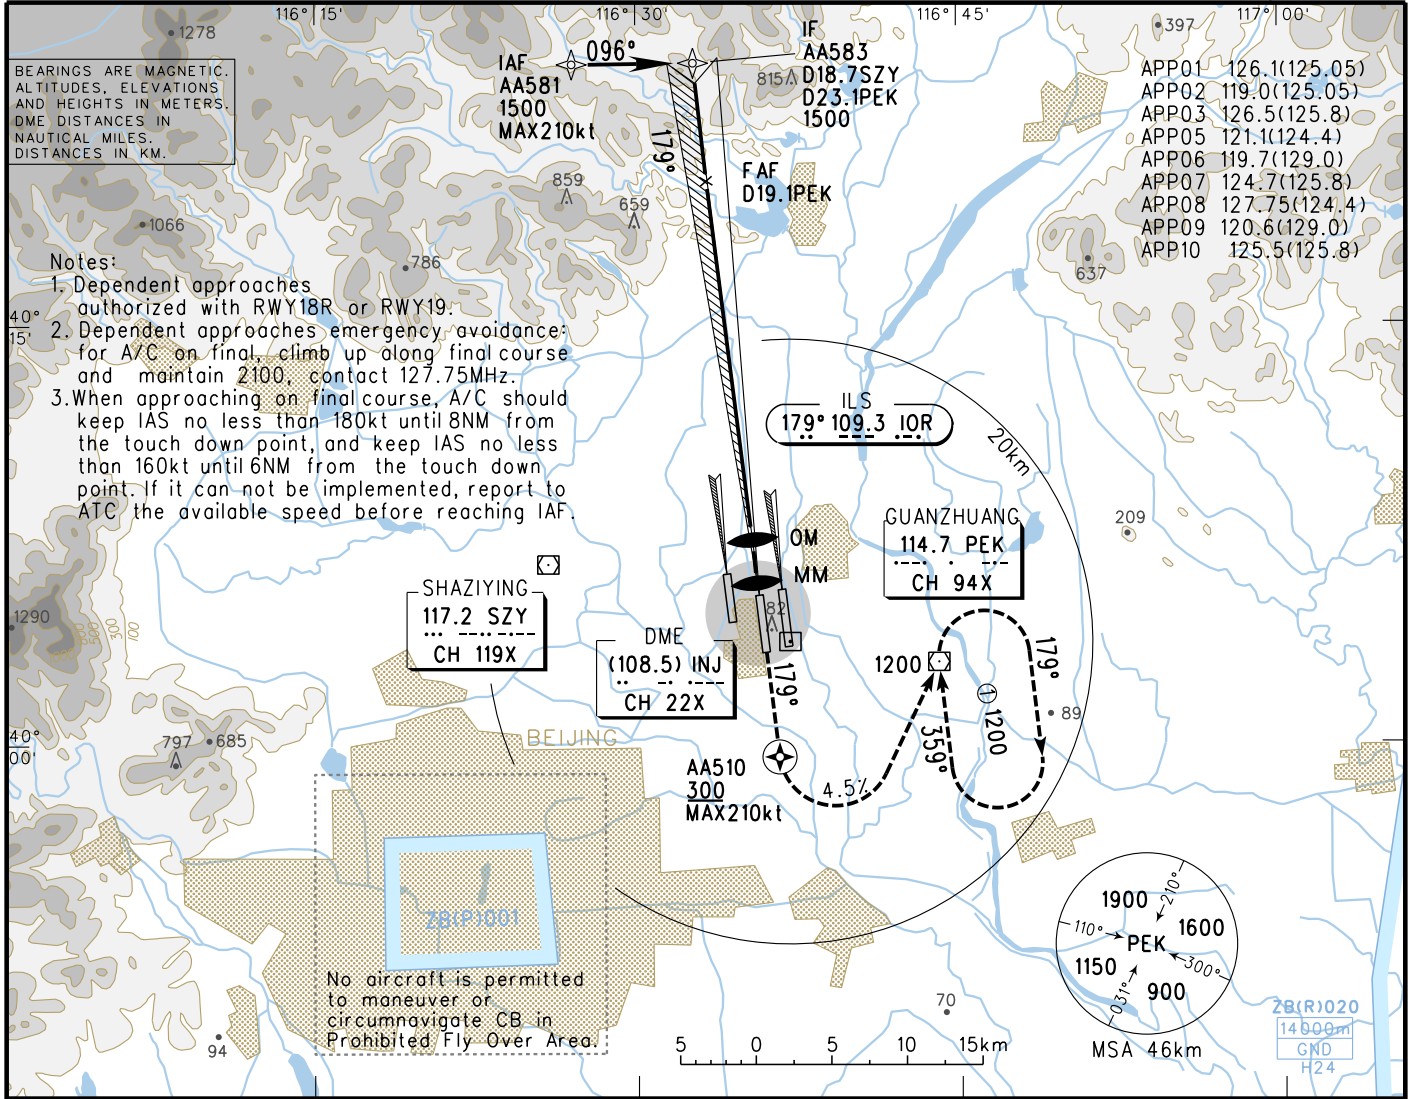 116°15'
116°30'
116°45'
117°00'
1278
397
BEARINGS ARE MAGNETIC.
ALTITUDES, ELEVATIONS
AND HEIGHTS IN METERS.
DME DISTANCES IN
NAUTICAL MILES.
DISTANCES IN KM.
IAF
AA581
1500
MAX210kt
096°
IF
AA583
D18.7SZY
D23.1PEK
1500
815
APP01 126.1(125.05)
APP02 119.0(125.05)
APP03 126.5(125.8)
APP05 121.1(124.4)
APP06 119.7(129.0)
APP07 124.7(125.8)
APP08 127.75(124.4)
APP09 120.6(129.0)
APP10 125.5(125.8)
179°
FAF
D19.1PEK
859
659
1066
786
637
Notes:
1. Dependent approaches
authorized with RWY18R or RWY19.
2. Dependent approaches emergency avoidance:
for A/C on final, climb up along final course
and maintain 2100, contact 127.75MHz.
3.When approaching on final course, A/C should
keep IAS no less than 180kt until 8NM from
the touch down point, and keep IAS no less
than 160kt until 6NM from the touch down
point. If it can not be implemented, report to
ATC the available speed before reaching IAF.
40°
15'
ILS
179° 109.3 IOR
20km
OM
MM
GUANZHUANG
114.7 PEK
CH 94X
209
SHAZIYING
117.2 SZY
CH 119X
DME
(108.5) INJ
CH 22X
82
1290
500
300
100
179°
1200
179°
1 1200
359°
89
797
685
40°
00'
BEIJING
AA510
300
MAX210kt
4.5%
ZB(P)001
No aircraft is permitted
to maneuver or
circumnavigate CB in
Prohibited Fly Over Area.
94
70
5 0 5 10 15km
1900
210°
110°
1600
PEK
1150
300°
031°
900
MSA 46km
ZB(R)020
14000m
GND
H24